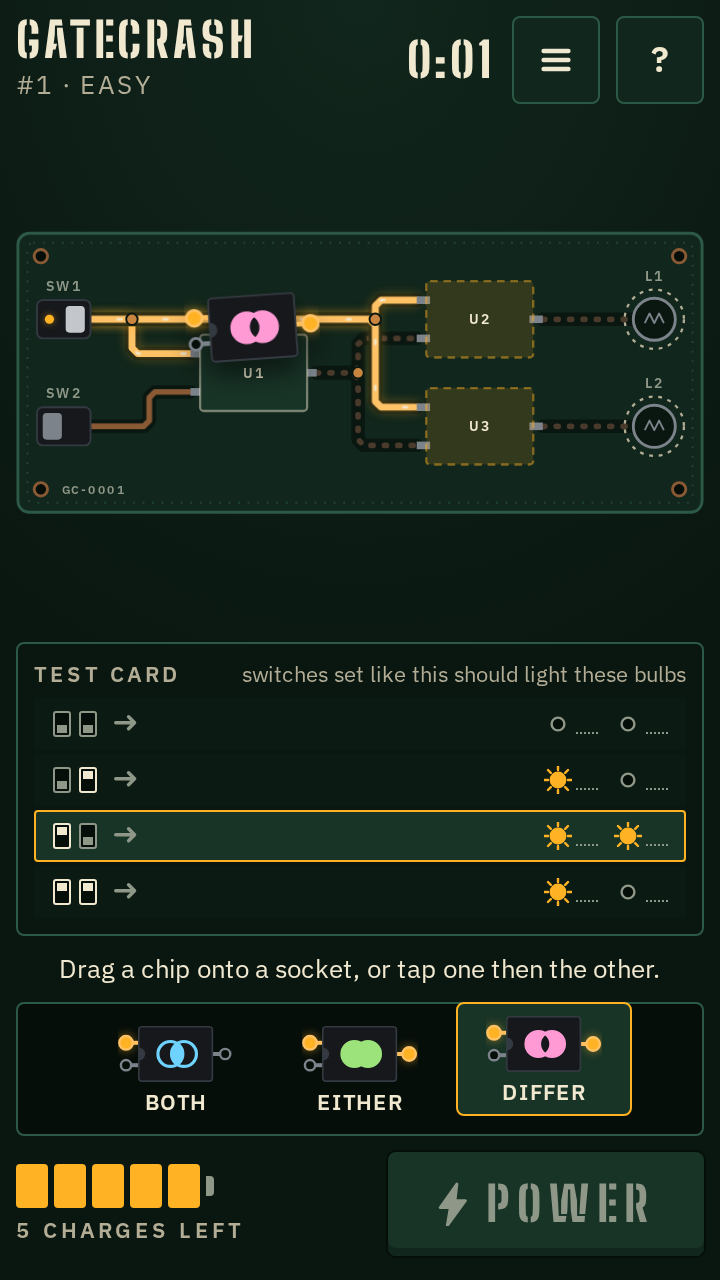 GATECRASH
#1 · EASY
0:01
?
SW1
SW2
U1
U2
U3
L1
L2
GC-0001
TEST CARD
switches set like this should light these bulbs
Drag a chip onto a socket, or tap one then the other.
BOTH
EITHER
DIFFER
5 CHARGES LEFT
POWER